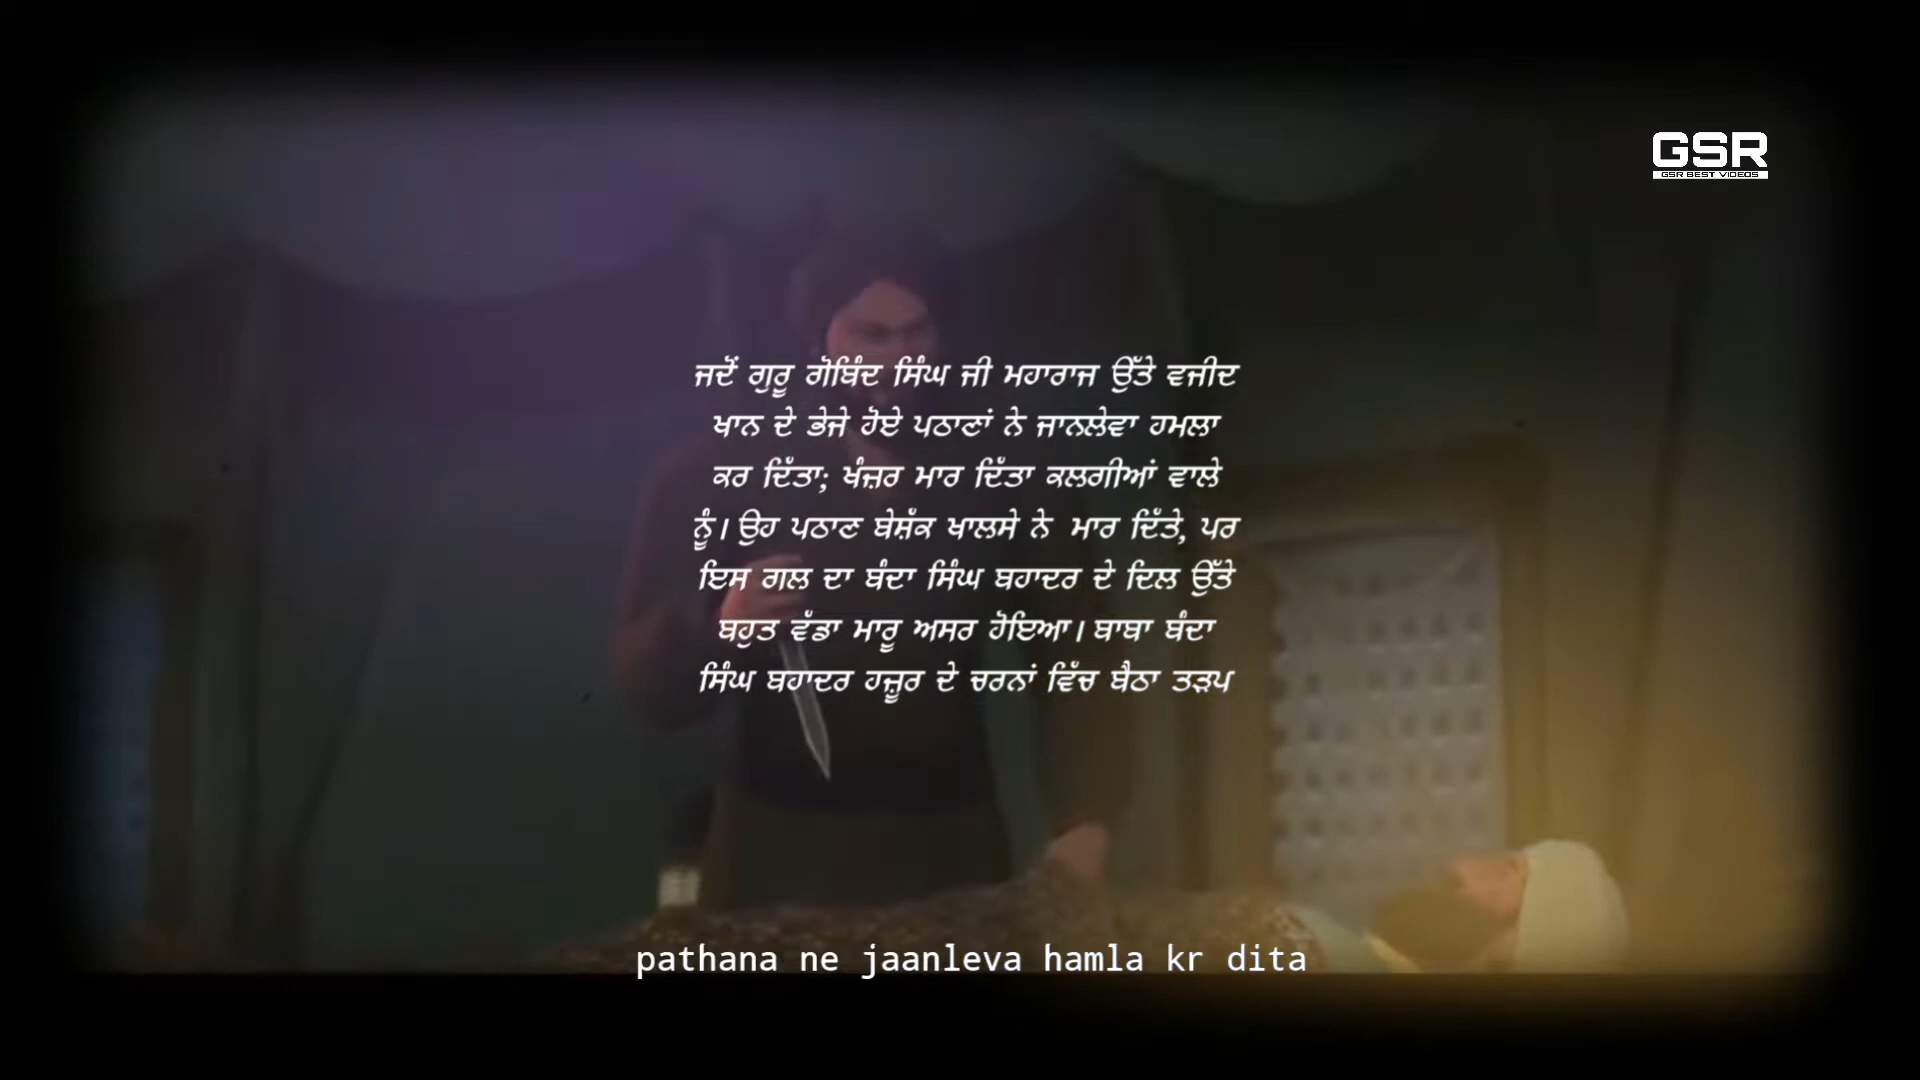 GSR
GSR BEST VIDEOS
ਜਦੋਂ ਗੁਰੂ ਗੋਬਿੰਦ ਸਿੰਘ ਜੀ ਮਹਾਰਾਜ ਉੱਤੇ ਵਜੀਦ
ਖਾਨ ਦੇ ਭੇਜੇ ਹੋਏ ਪਠਾਣਾਂ ਨੇ ਜਾਨਲੇਵਾ ਹਮਲਾ
ਕਰ ਦਿੱਤਾ; ਖੰਜ਼ਰ ਮਾਰ ਦਿੱਤਾ ਕਲਗੀਆਂ ਵਾਲੇ
ਨੂੰ। ਉਹ ਪਠਾਣ ਬੇਸ਼ੱਕ ਖਾਲਸੇ ਨੇ ਮਾਰ ਦਿੱਤੇ, ਪਰ
ਇਸ ਗਲ ਦਾ ਬੰਦਾ ਸਿੰਘ ਬਹਾਦਰ ਦੇ ਦਿਲ ਉੱਤੇ
ਬਹੁਤ ਵੱਡਾ ਮਾਰੂ ਅਸਰ ਹੋਇਆ। ਬਾਬਾ ਬੰਦਾ
ਸਿੰਘ ਬਹਾਦਰ ਹਜ਼ੂਰ ਦੇ ਚਰਨਾਂ ਵਿੱਚ ਬੈਠਾ ਤੜਪ
pathana ne jaanleva hamla kr dita